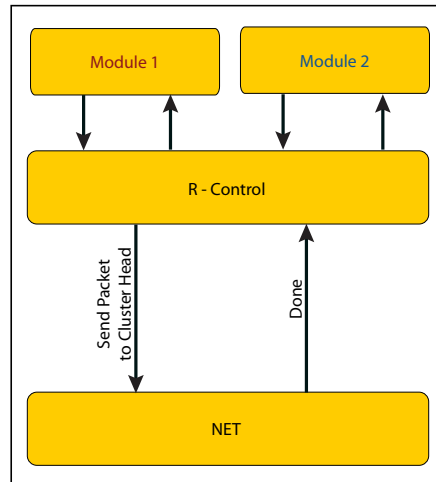 Module 1
Module 2
R - Control
Send Packet
to Cluster Head
Done
NET